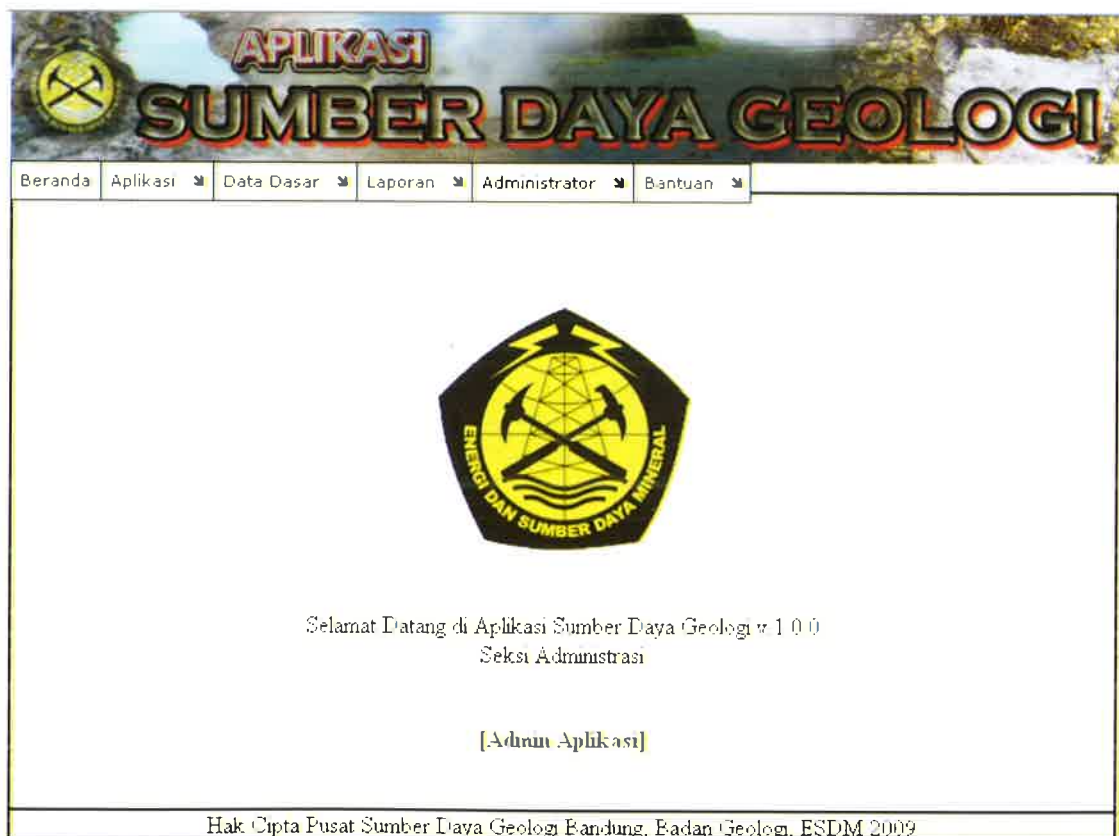 APLIKASI
SUMBER DAYA GEOLOGI
Beranda Aplikasi Data Dasar Laporan Administrator Bantuan
ENERGI DAN SUMBER DAYA MINERAL
Selamat Datang di Aplikasi Sumber Daya Geologi v 1.0.0
Seksi Administrasi
[Admin Aplikasi]
Hak Cipta Pusat Sumber Daya Geologi Bandung, Badan Geologi, ESDM 2009